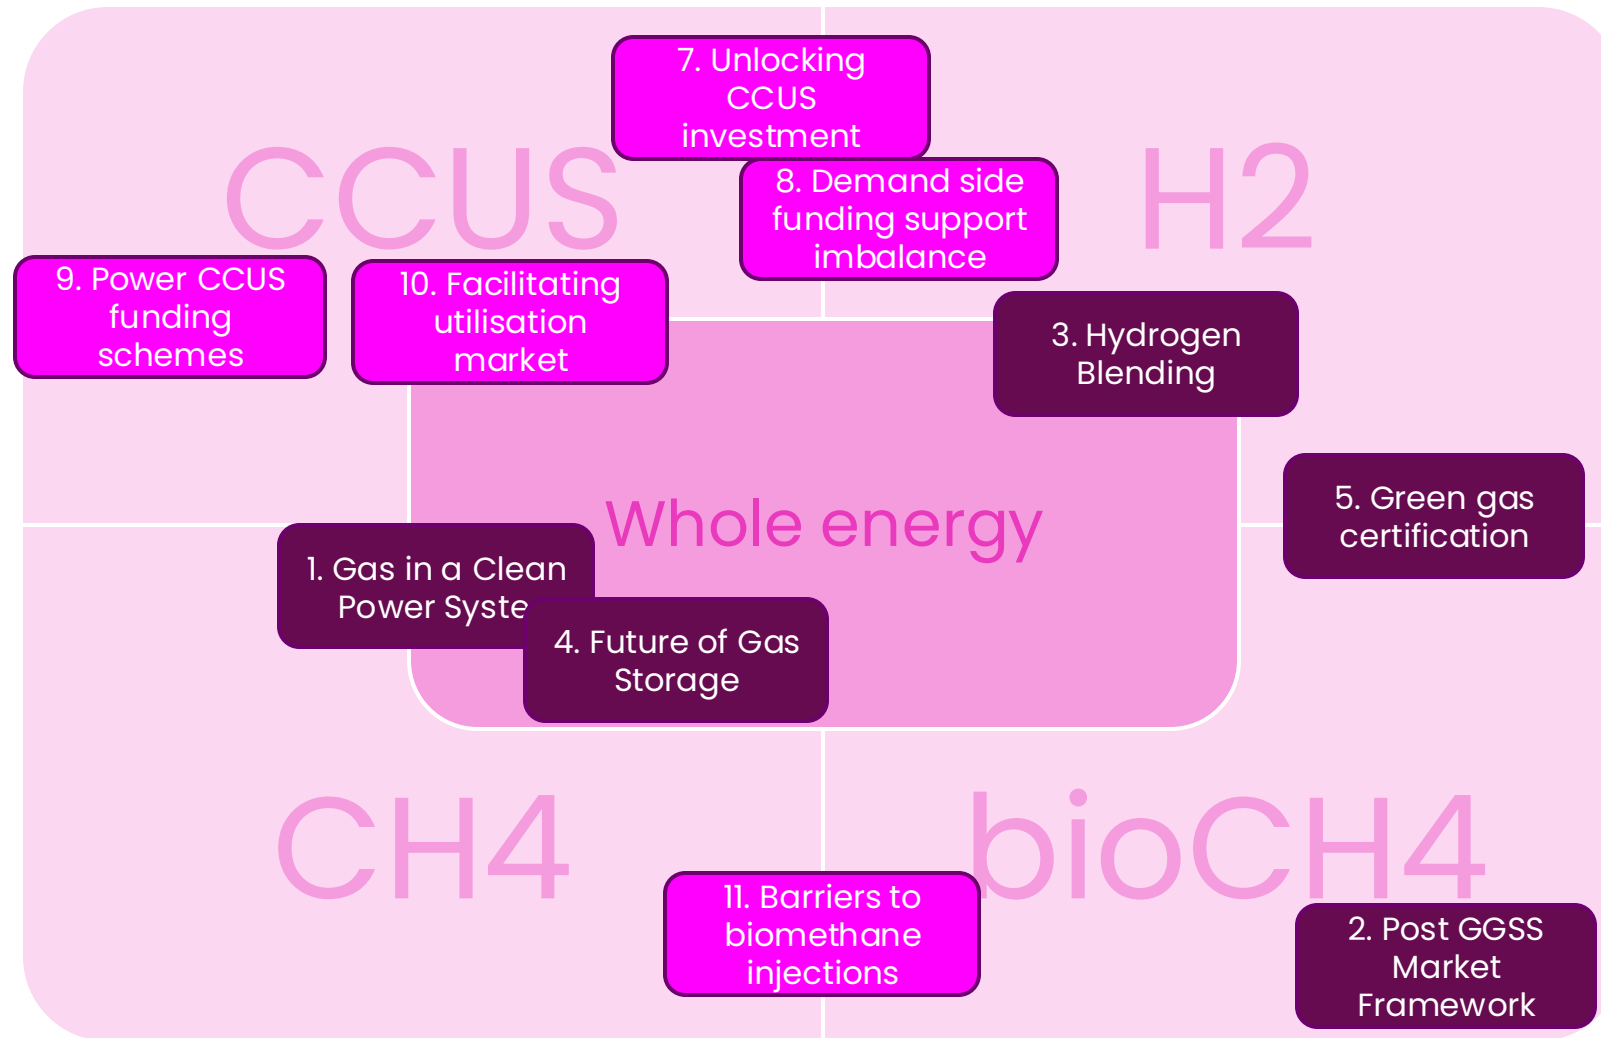 7. Unlocking
CCUS
investment
CCUS
H2
8. Demand side
funding support
imbalance
9. Power CCUS
funding
schemes
10. Facilitating
utilisation
market
3. Hydrogen
Blending
Whole energy
5. Green gas
certification
1. Gas in a Clean
Power Syste
4. Future of Gas
Storage
CH4
bioCH4
11. Barriers to
biomethane
injections
2. Post GGSS
Market
Framework